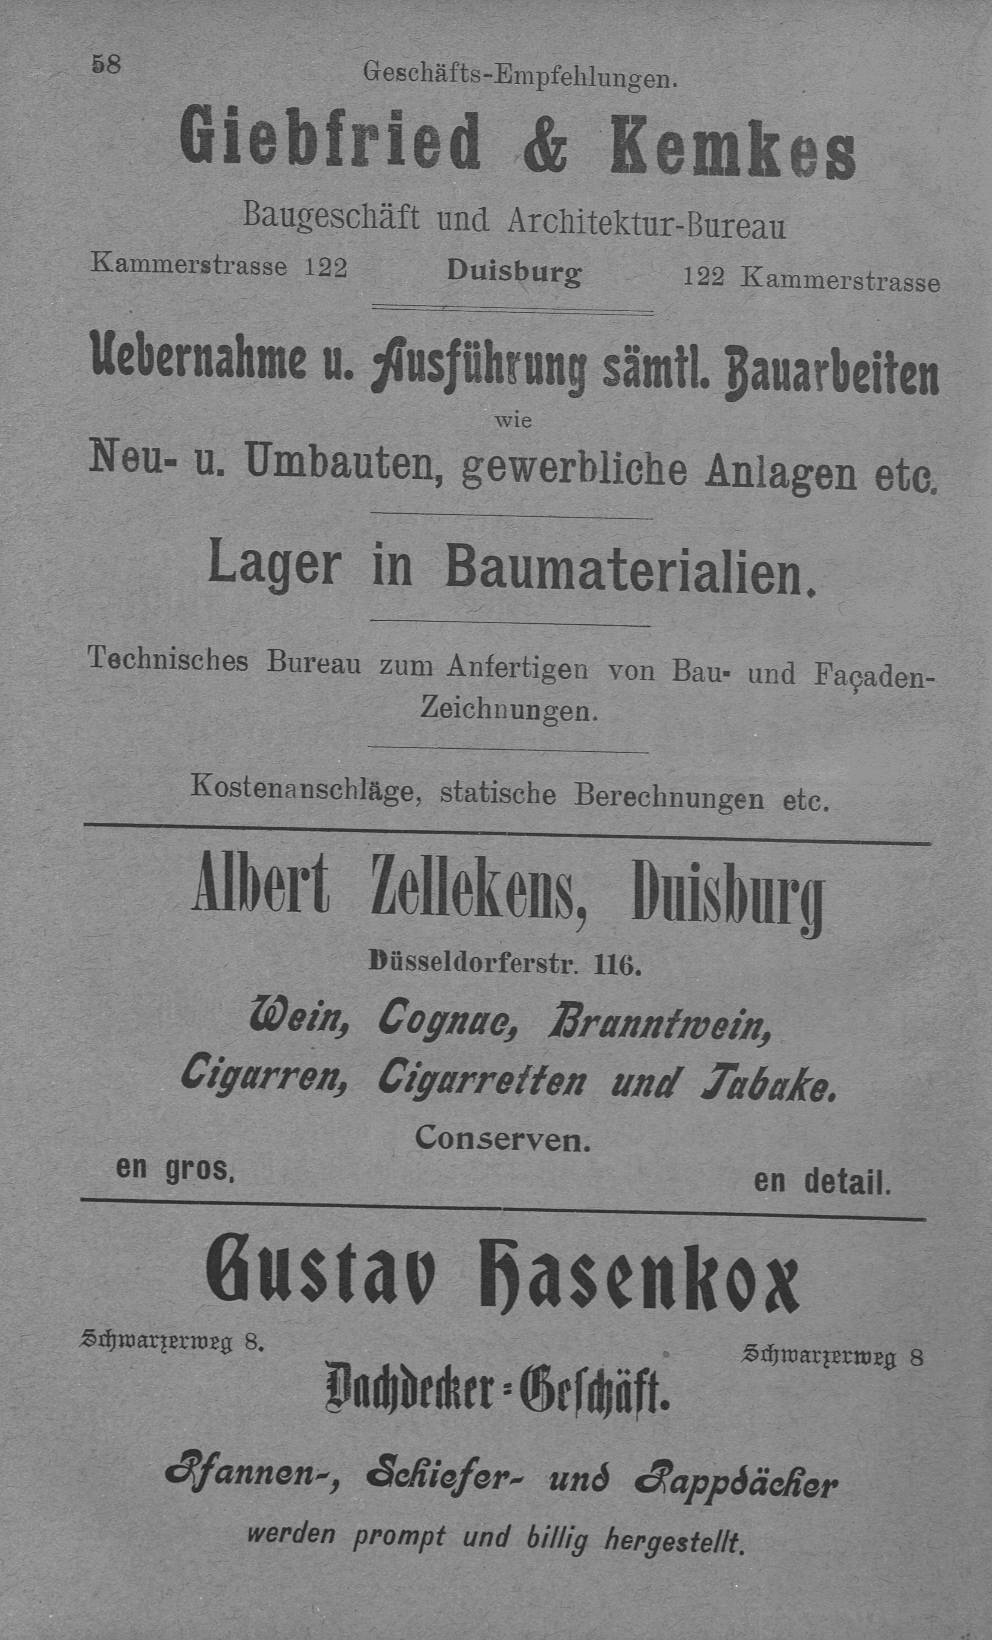 58
Geschäfts-Empfehlungen.
Giebfried & Kemkes
Baugeschäft und Architektur-Bureau
Kammerstrasse 122 Duisburg 122 Kammerstrasse
Uebernahme u. Ausführung sämtl. Bauarbeiten
wie
Neu- u. Umbauten, gewerbliche Anlagen etc.
Lager in Baumaterialien.
Technisches Bureau zum Anfertigen von Bau- und Façaden-
Zeichnungen.
Kostenanschläge, statische Berechnungen etc.
Albert Zellekens, Duisburg
Düsseldorferstr. 116.
Wein, Cognac, Branntwein,
Cigarren, Cigarretten und Tabake.
Conserven.
en gros, en detail.
Gustav Hasenkox
Schwarzerweg 8. Schwarzerweg 8
Dachdecker-Geschäft.
Pfannen-, Schiefer- und Pappdächer
werden prompt und billig hergestellt.